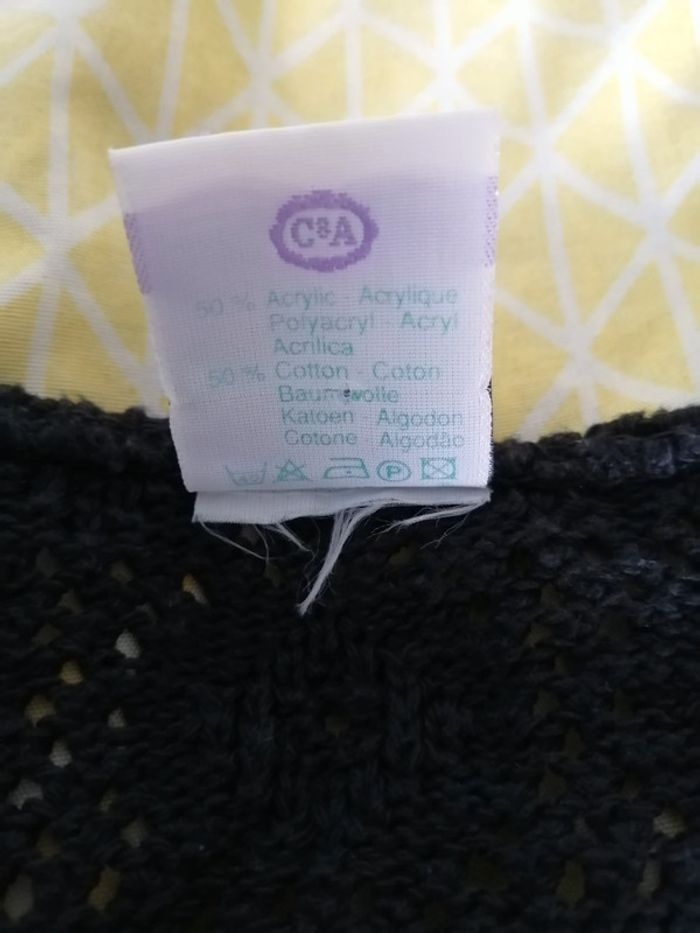 C&A
50 % Acrylic - Acrylique
Polyacryl - Acryl
Acrilica
50 % Cotton - Coton
Baumwolle
Katoen - Algodon
Cotone - Algodão
P